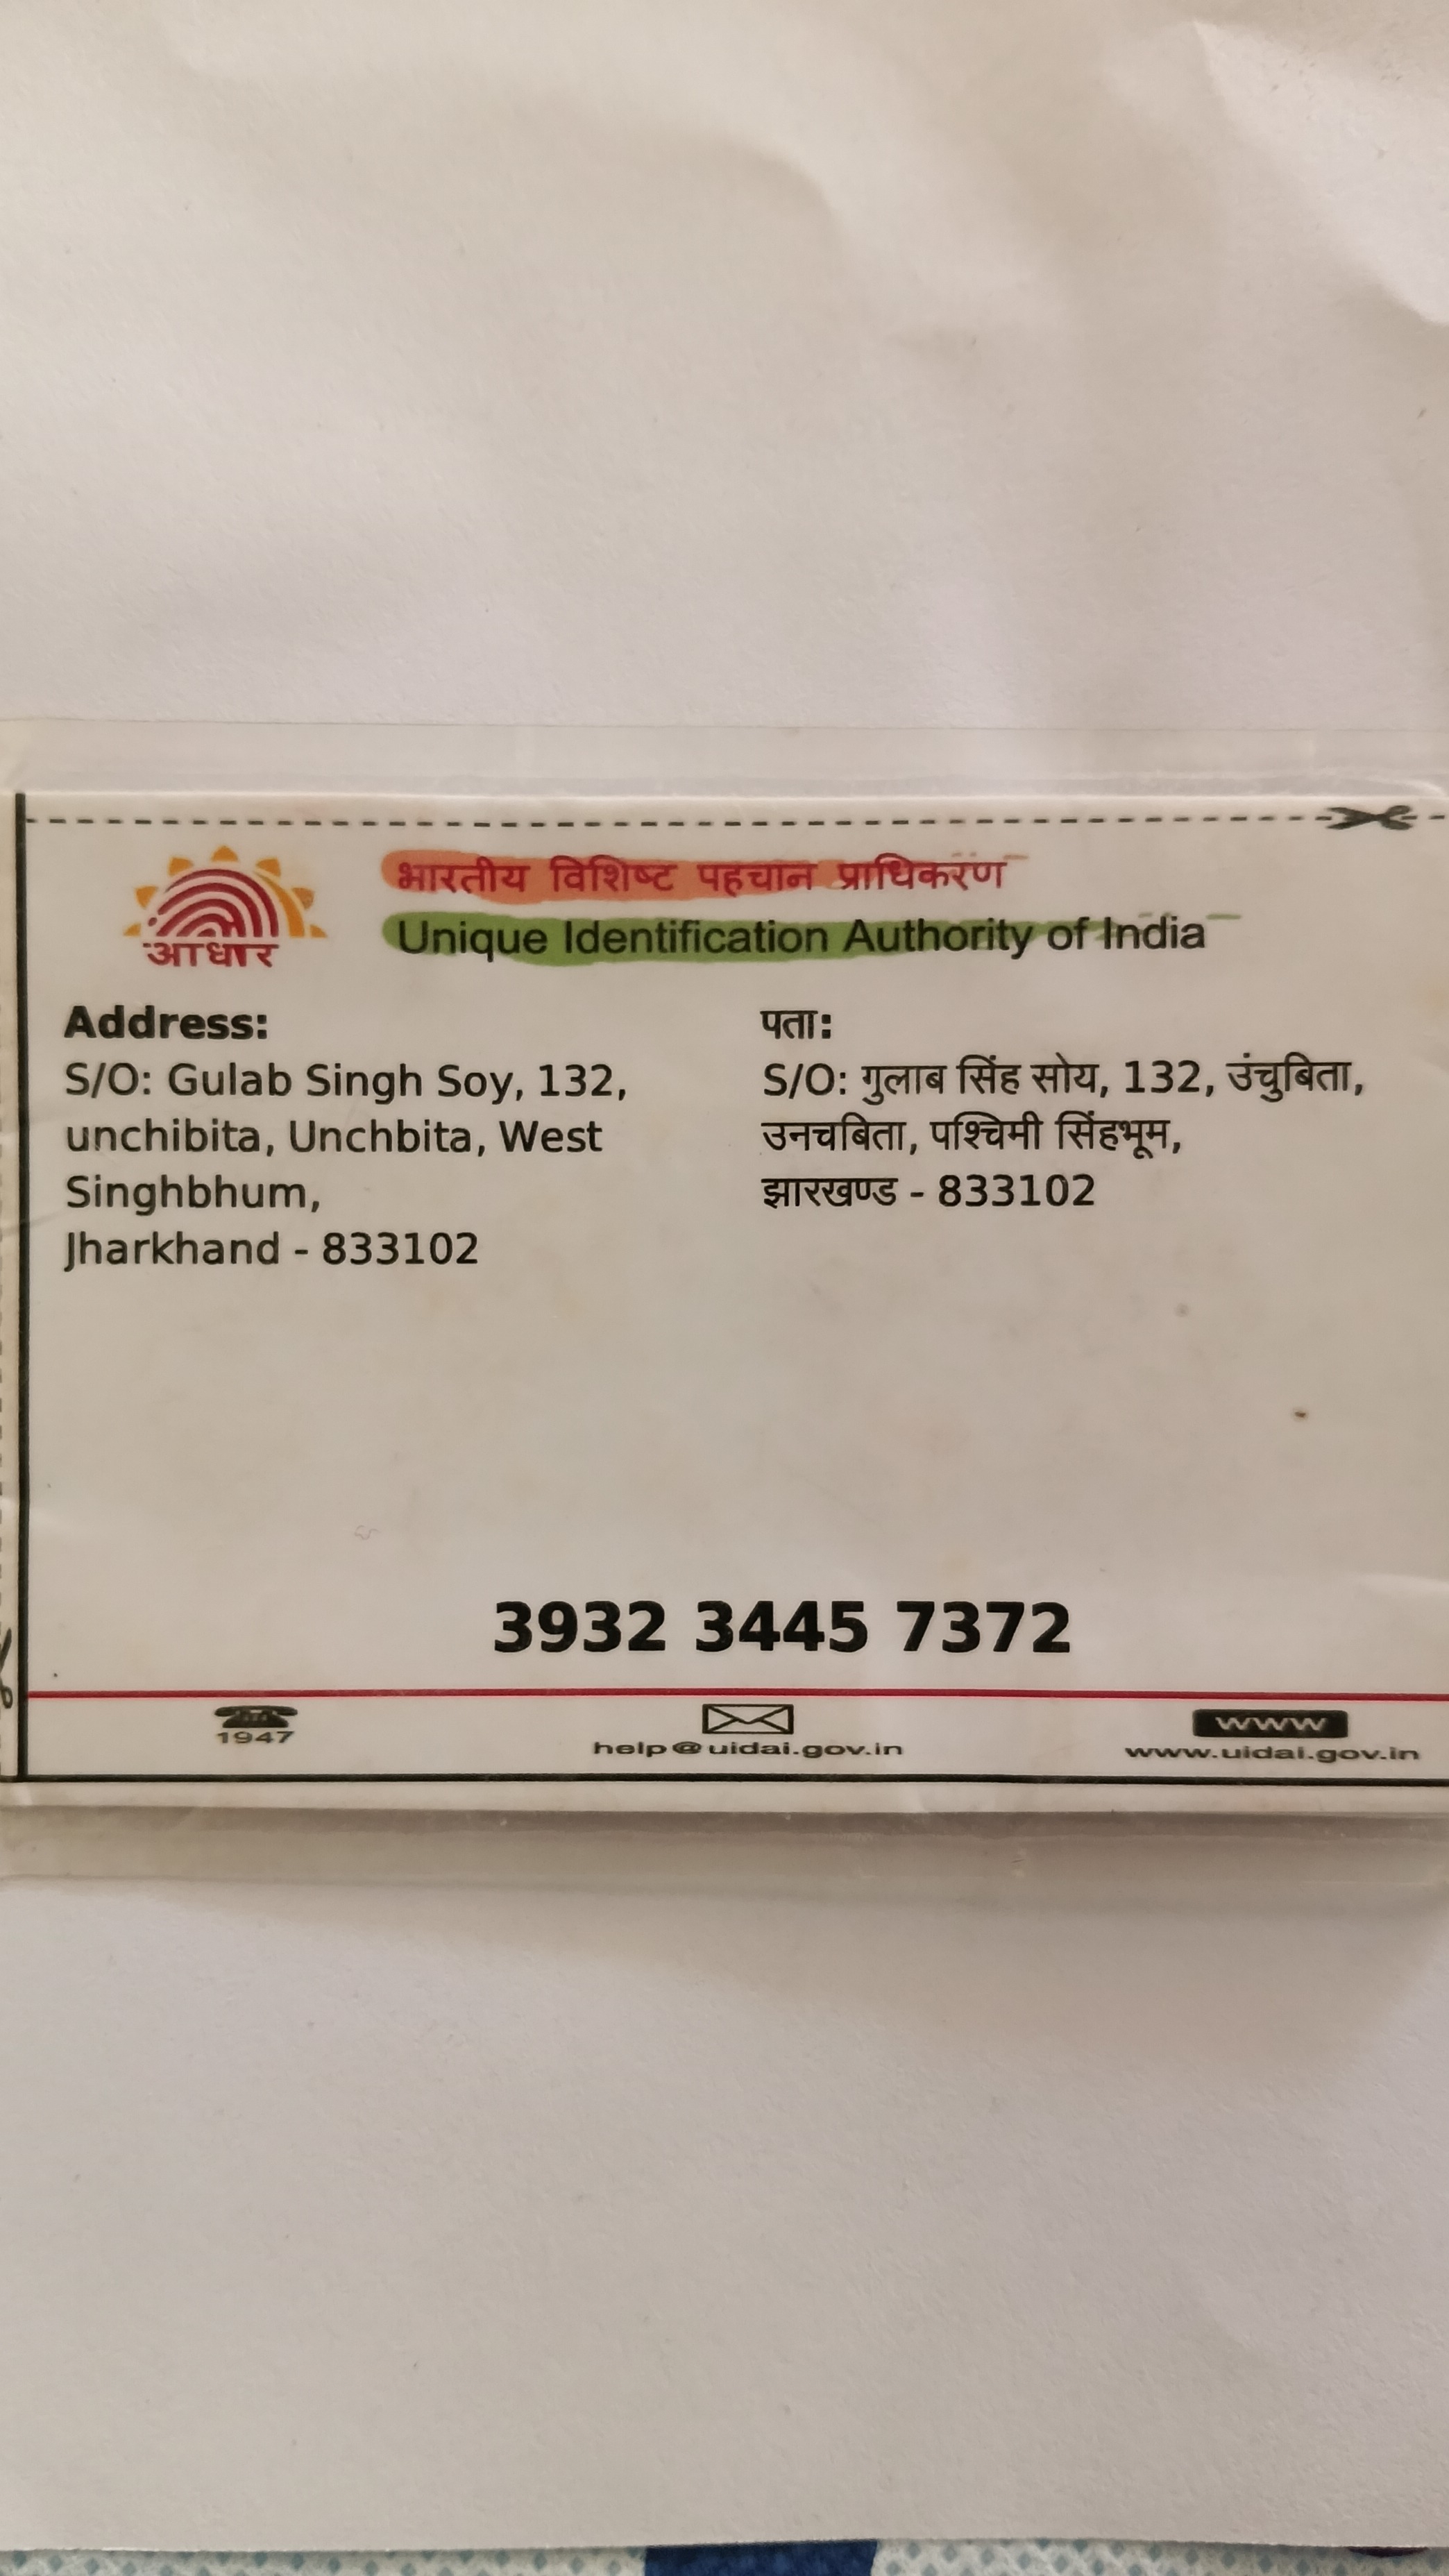 भारतीय विशिष्ट पहचान प्राधिकरण
Unique Identification Authority of India
आधार
Address:
S/O: Gulab Singh Soy, 132,
unchibita, Unchbita, West
Singhbhum,
Jharkhand - 833102
पता:
S/O: गुलाब सिंह सोय, 132, उंचुबिता,
उनचबिता, पश्चिमी सिंहभूम,
झारखण्ड - 833102
3932 3445 7372
1947
help@uidai.gov.in
www
www.uidai.gov.in